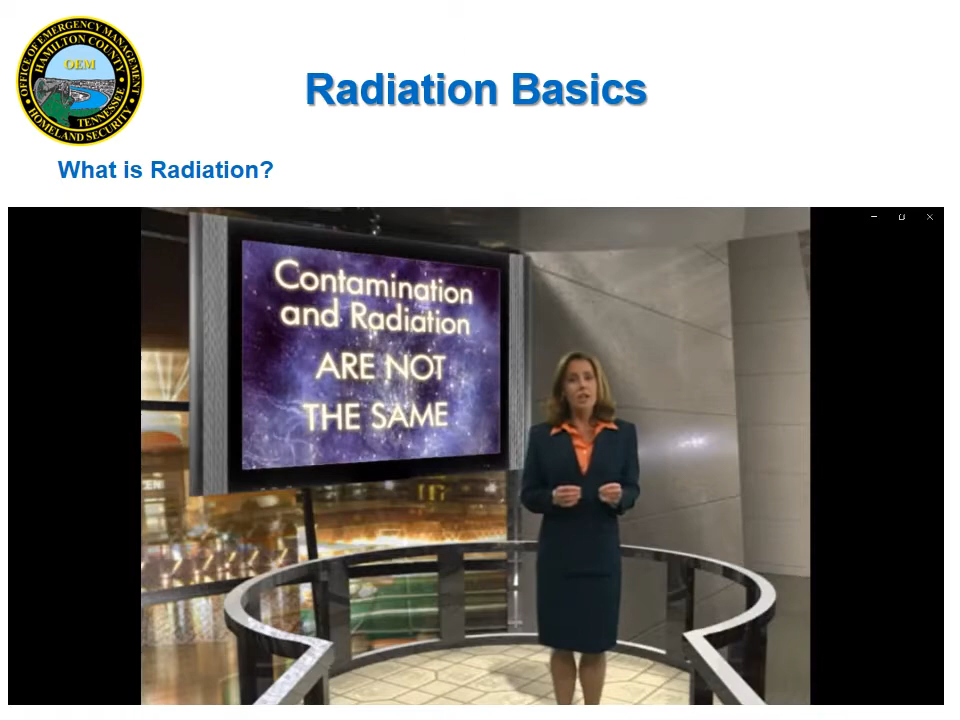 OFFICE OF EMERGENCY MANAGEMENT
HAMILTON COUNTY
OEM
TENNESSEE
HOMELAND SECURITY
Radiation Basics
What is Radiation?
Contamination
and Radiation
ARE NOT
THE SAME